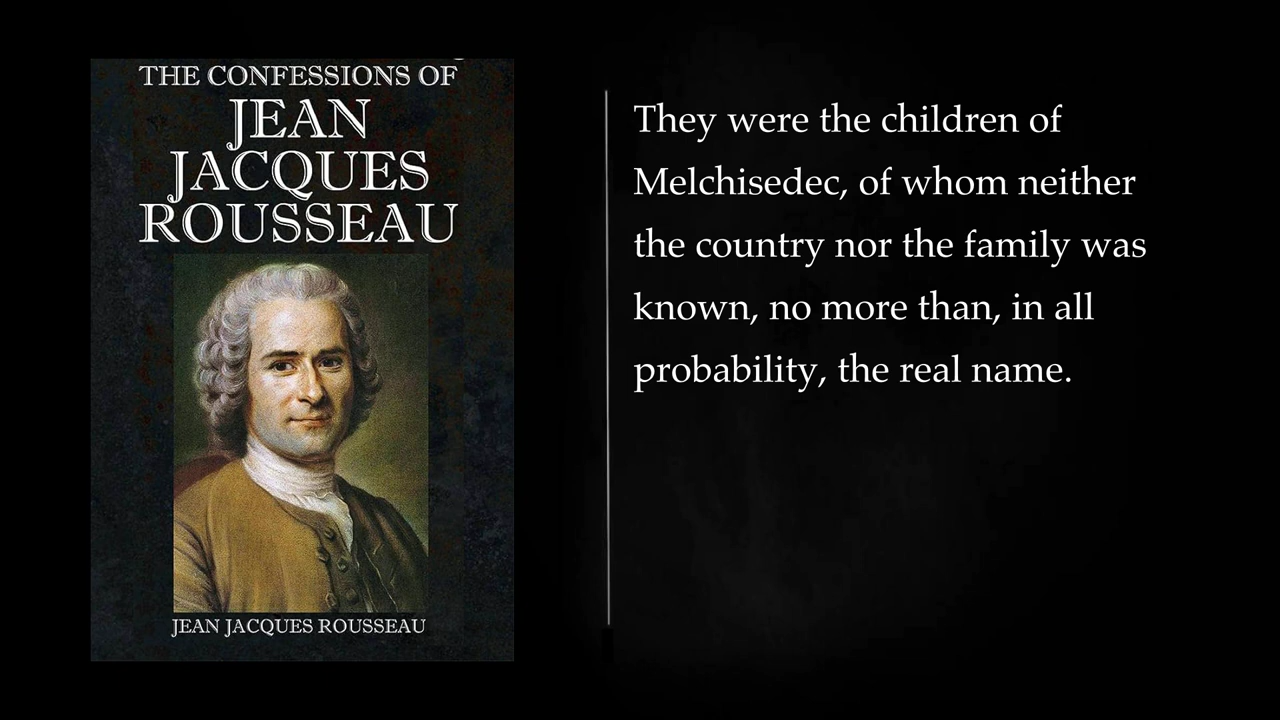 THE CONFESSIONS OF
JEAN
JACQUES
ROUSSEAU
JEAN JACQUES ROUSSEAU
They were the children of
Melchisedec, of whom neither
the country nor the family was
known, no more than, in all
probability, the real name.